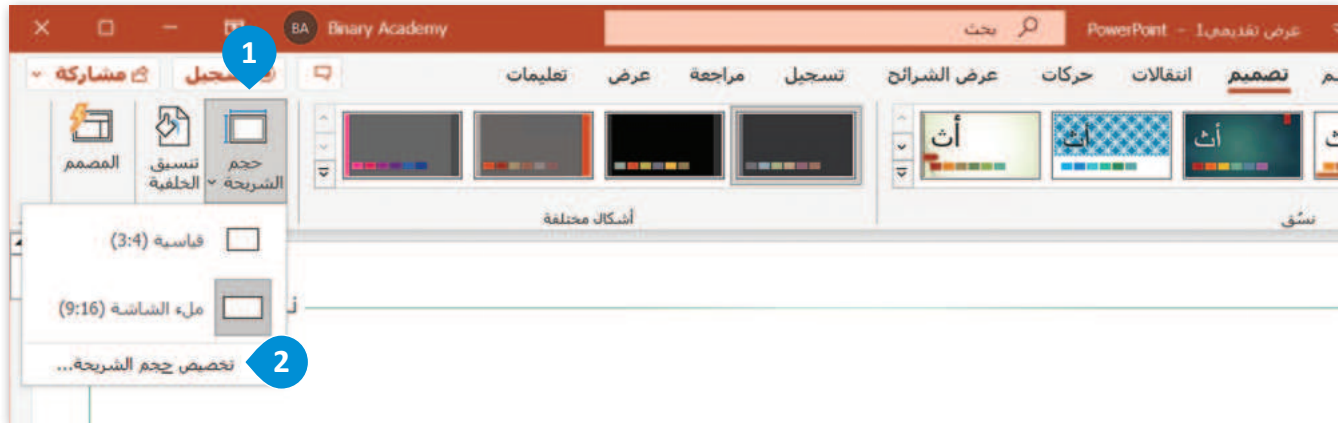 عرض تقديمي1 – PowerPoint
بحث
Binary Academy
BA
تصميم
انتقالات
حركات
عرض الشرائح
تسجيل
مراجعة
عرض
تعليمات
مشاركة
1
أث
أث
أث
حجم الشريحة
تنسيق الخلفية
المصمم
نسُق
أشكال مختلفة
قياسية (3:4)
ملء الشاشة (9:16)
تخصيص حجم الشريحة...
2